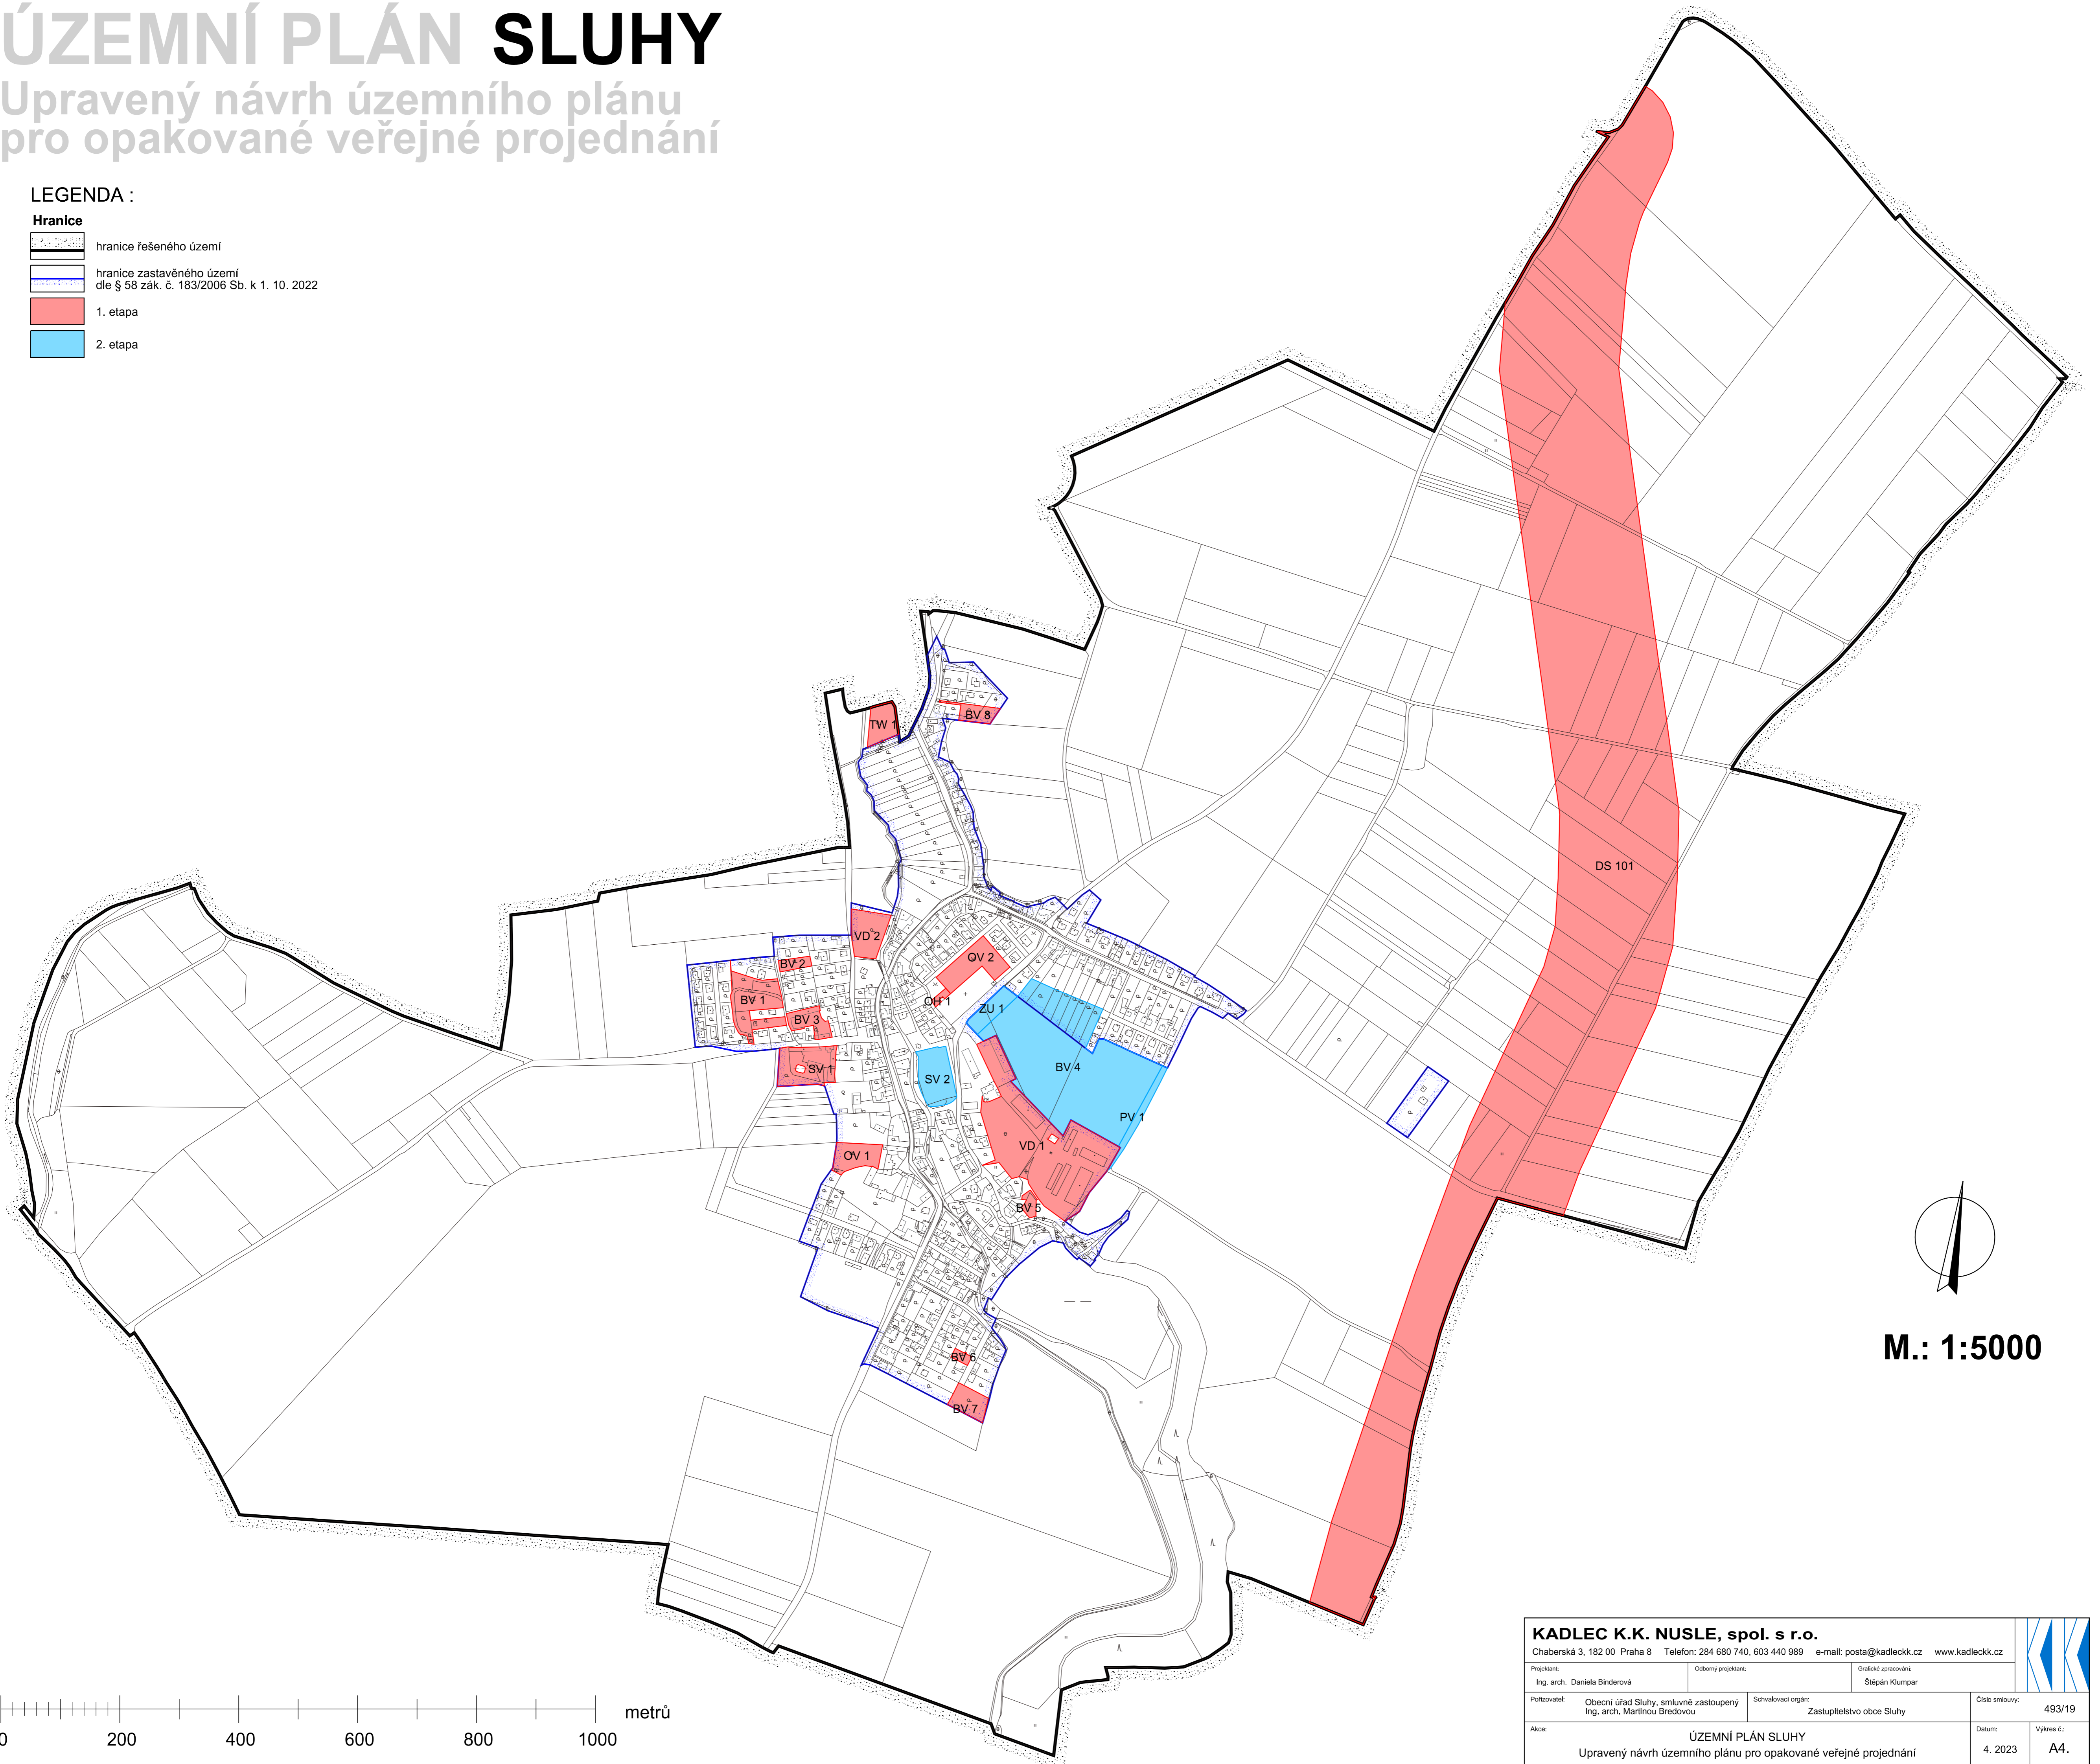 ÚZEMNÍ PLÁN SLUHY
Upravený návrh územního plánu
pro opakované veřejné projednání
LEGENDA :
Hranice
hranice řešeného území
hranice zastavěného území
dle § 58 zák. č. 183/2006 Sb. k 1. 10. 2022
1. etapa
2. etapa
BV 8
TW 1
DS 101
VD 2
BV 2
OV 2
BV 1
OH 1
ZU 1
BV 3
SV 1
SV 2
BV 4
PV 1
VD 1
OV 1
BV 5
BV 6
BV 7
M.: 1:5000
metrů
0 200 400 600 800 1000
KADLEC K.K. NUSLE, spol. s r.o.
Chaberská 3, 182 00 Praha 8 Telefon: 284 680 740, 603 440 989 e-mail: posta@kadleckk.cz www.kadleckk.cz
Projektant: Odborný projektant: Grafické zpracování:
Ing. arch. Daniela Binderová Štěpán Klumpar
Pořizovatel: Obecní úřad Sluhy, smluvně zastoupený Schvalovací orgán: Číslo smlouvy:
Ing, arch, Martinou Bredovou Zastupitelstvo obce Sluhy 493/19
Akce: ÚZEMNÍ PLÁN SLUHY Datum: Výkres č.:
Upravený návrh územního plánu pro opakované veřejné projednání 4. 2023 A4.